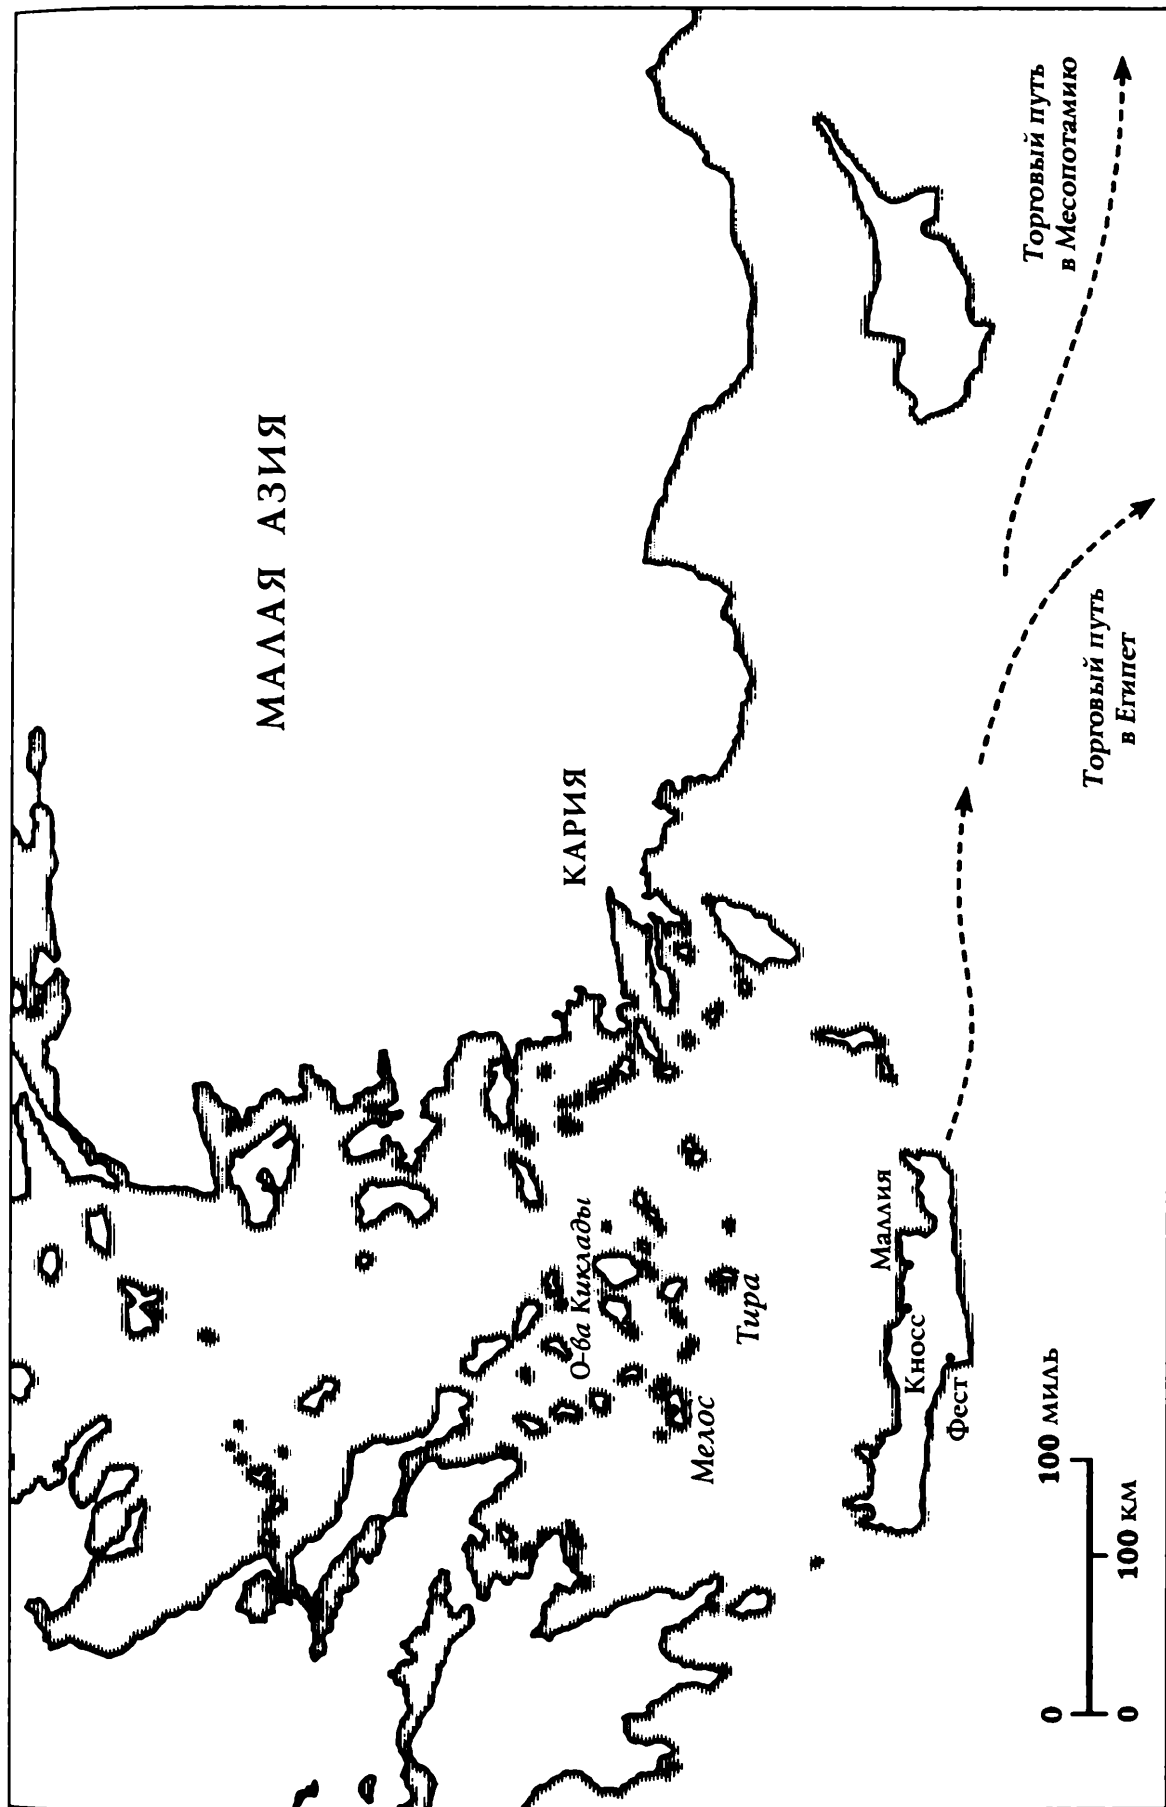 МАЛАЯ АЗИЯ
КАРИЯ
О-ва Киклады
Мелос
Тира
Маллия
Кносс
Фест
Торговый путь
в Месопотамию
Торговый путь
в Египет
0
100 миль
0
100 км